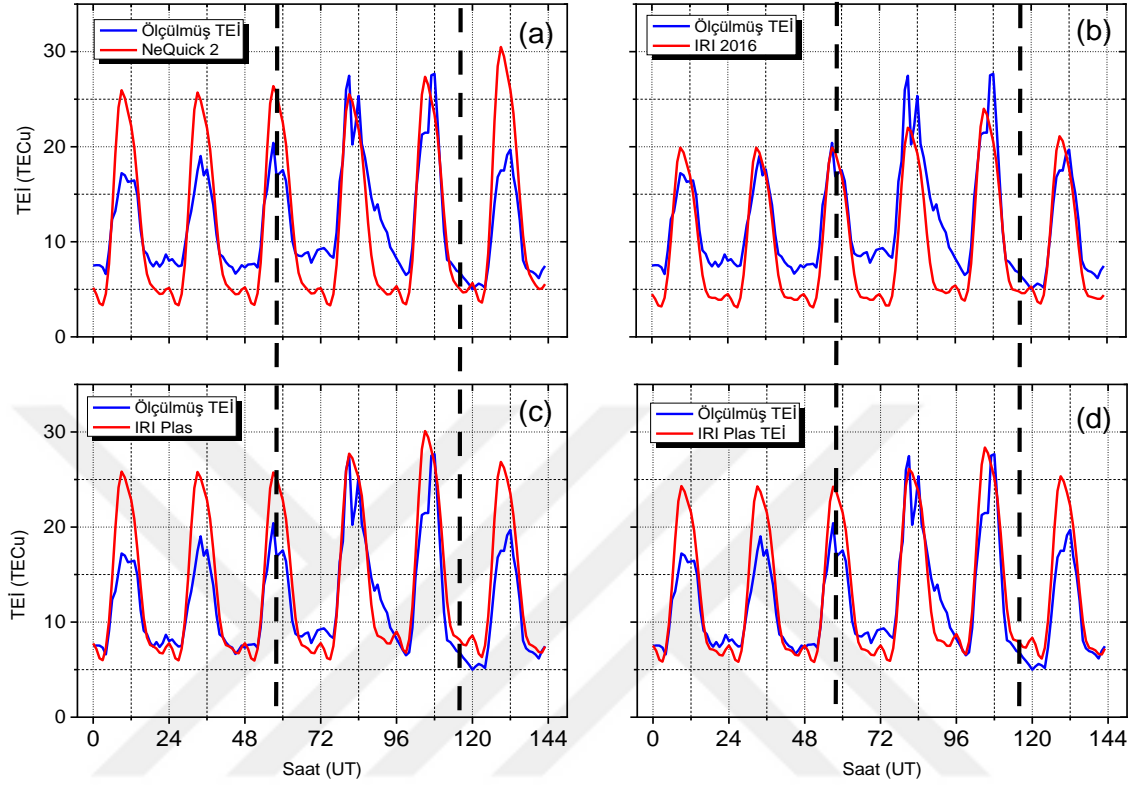 Ölçülmüş TEİ
NeQuick 2
(a)
30
20
10
0
TEİ (TECu)
Ölçülmüş TEİ
IRI 2016
(b)
Ölçülmüş TEİ
IRI Plas
(c)
30
20
10
0
TEİ (TECu)
0 24 48 72 96 120 144
Saat (UT)
Ölçülmüş TEİ
IRI Plas TEİ
(d)
0 24 48 72 96 120 144
Saat (UT)